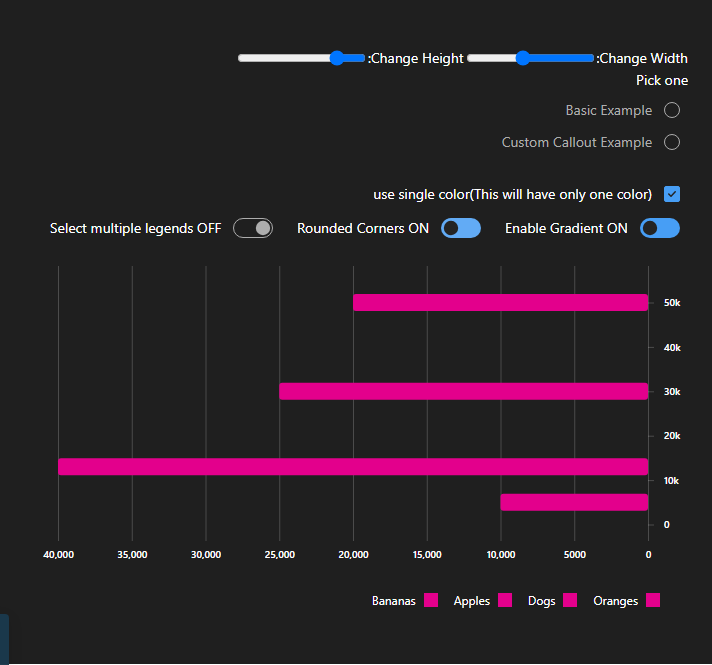 :Change Height :Change Width
Pick one
Basic Example
Custom Callout Example
use single color(This will have only one color)
Select multiple legends OFF Rounded Corners ON Enable Gradient ON
50k
40k
30k
20k
10k
0
40,000 35,000 30,000 25,000 20,000 15,000 10,000 5000 0
Bananas Apples Dogs Oranges